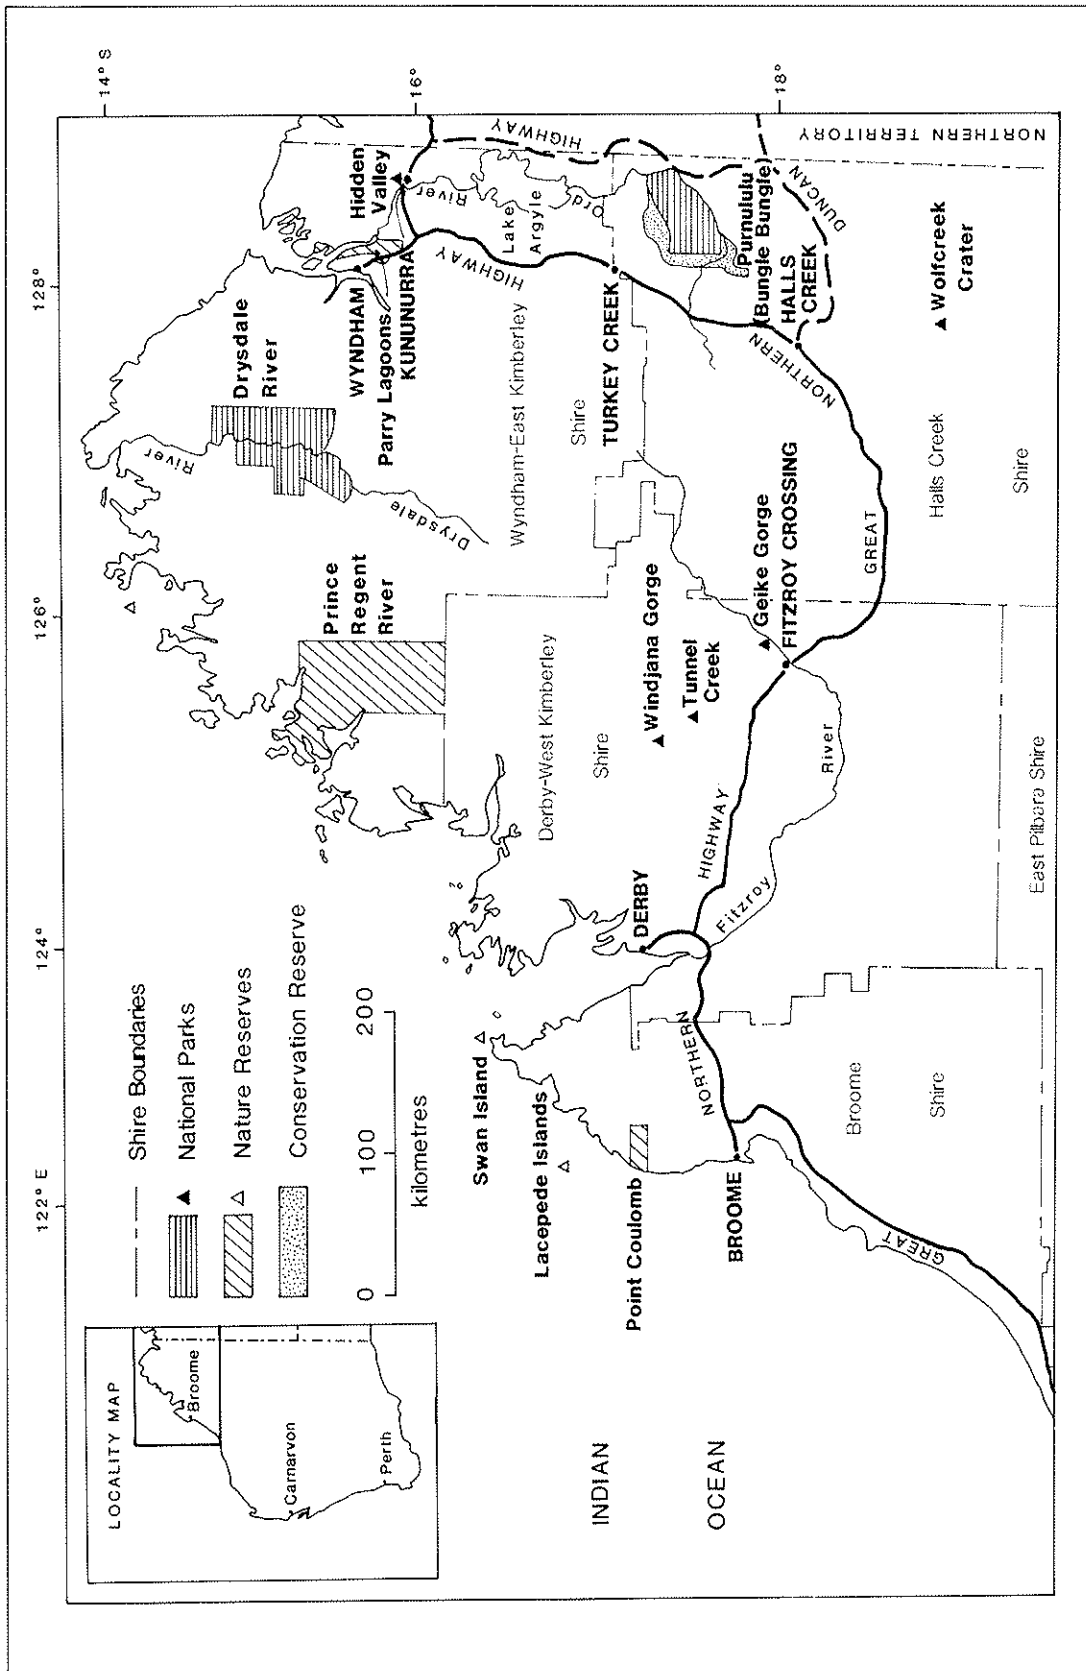 LOCALITY MAP
Broome
Carnarvon
Perth
122° E
124°
126°
128°
14° S
16°
18°
Shire Boundaries
National Parks
Nature Reserves
Conservation Reserve
0 100 200
kilometres
INDIAN
OCEAN
Swan Island
Lacepede Islands
Point Coulomb
BROOME
DERBY
Prince
Regent
River
Drysdale
River
Drysdale
River
WYNDHAM
Parry Lagoons
KUNUNURRA
Hidden
Valley
Lake
Argyle
Ord
River
HIGHWAY
HIGHWAY
DUNCAN
NORTHERN TERRITORY
Wyndham-East Kimberley
Shire
Derby-West Kimberley
Shire
TURKEY CREEK
Purnululu
(Bungle Bungle)
HALLS
CREEK
Wolfcreek
Crater
Windjana Gorge
Tunnel
Creek
Geike Gorge
FITZROY CROSSING
GREAT
NORTHERN
HIGHWAY
Fitzroy
River
NORTHERN
GREAT
Halls Creek
Shire
Broome
Shire
East Pilbara Shire